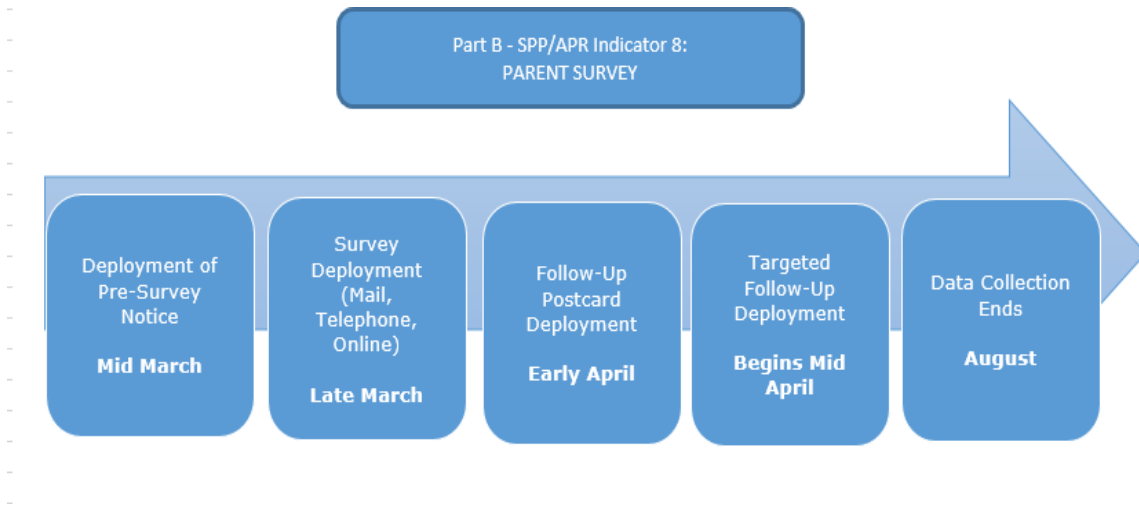 Part B - SPP/APR Indicator 8:
PARENT SURVEY
Deployment of
Pre-Survey
Notice
Mid March
Survey
Deployment
(Mail,
Telephone,
Online)
Late March
Follow-Up
Postcard
Deployment
Early April
Targeted
Follow-Up
Deployment
Begins Mid
April
Data Collection
Ends
August